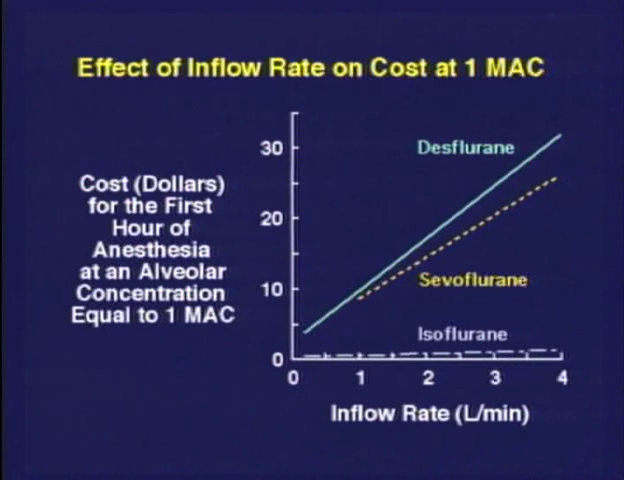 Effect of Inflow Rate on Cost at 1 MAC
Cost (Dollars)
for the First
Hour of
Anesthesia
at an Alveolar
Concentration
Equal to 1 MAC
30
20
10
0
Desflurane
Sevoflurane
Isoflurane
0 1 2 3 4
Inflow Rate (L/min)